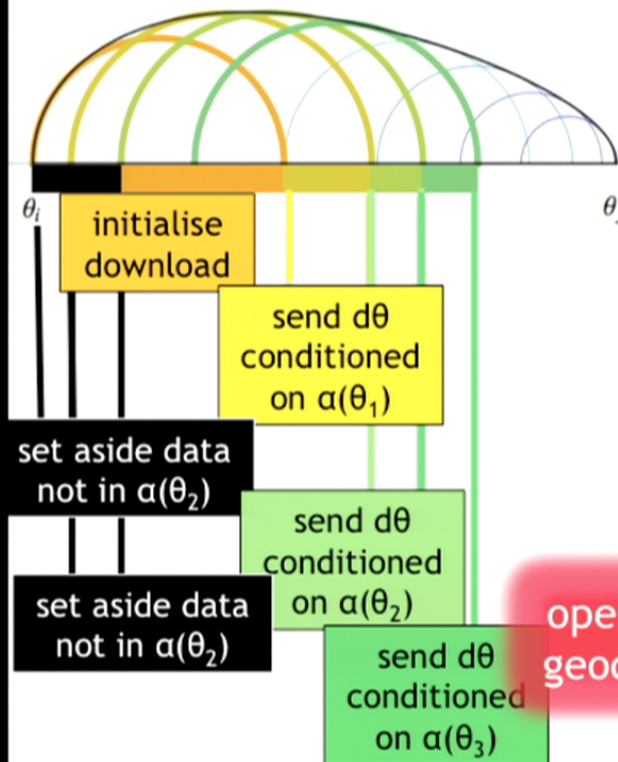 θᵢ
θ
initialise
download
send dθ
conditioned
on α(θ₁)
set aside data
not in α(θ₂)
send dθ
conditioned
on α(θ₂)
set aside data
not in α(θ₂)
send dθ
conditioned
on α(θ₃)